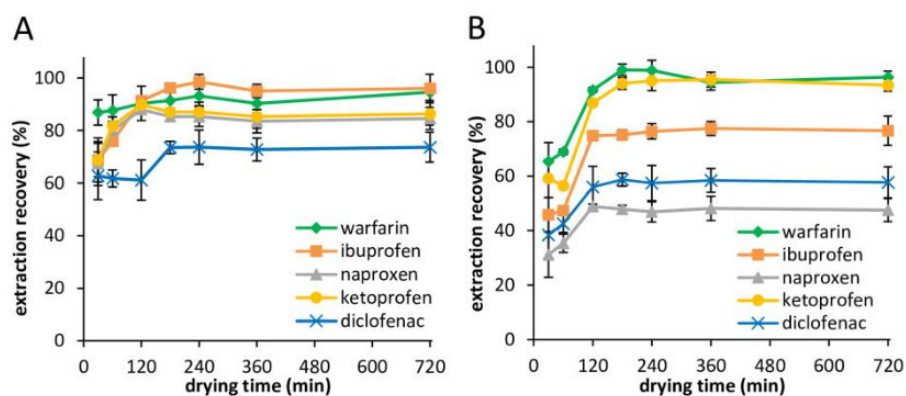 A
extraction recovery (%)
100
80
60
40
20
0
warfarin
ibuprofen
naproxen
ketoprofen
diclofenac
0 120 240 360 480 600 720
drying time (min)
B
extraction recovery (%)
100
80
60
40
20
0
warfarin
ibuprofen
naproxen
ketoprofen
diclofenac
0 120 240 360 480 600 720
drying time (min)